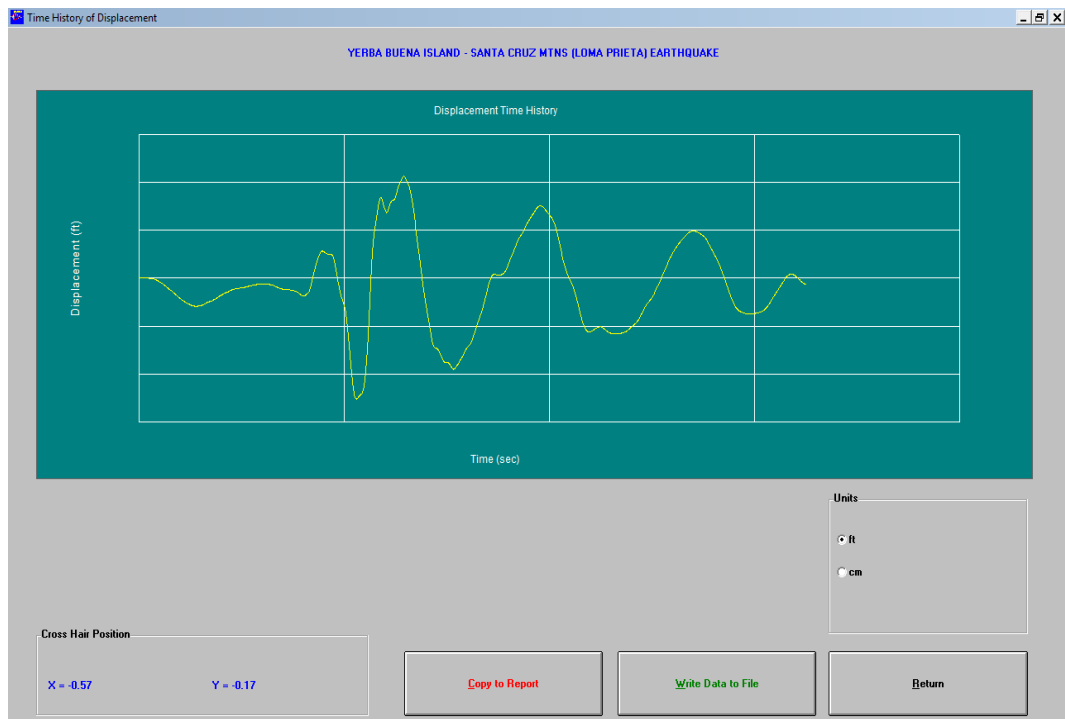 Time History of Displacement
YERBA BUENA ISLAND - SANTA CRUZ MTNS (LOMA PRIETA) EARTHQUAKE
Displacement Time History
Displacement (ft)
Time (sec)
Units
ft
cm
Cross Hair Position
X = -0.57 Y = -0.17
Copy to Report
Write Data to File
Return